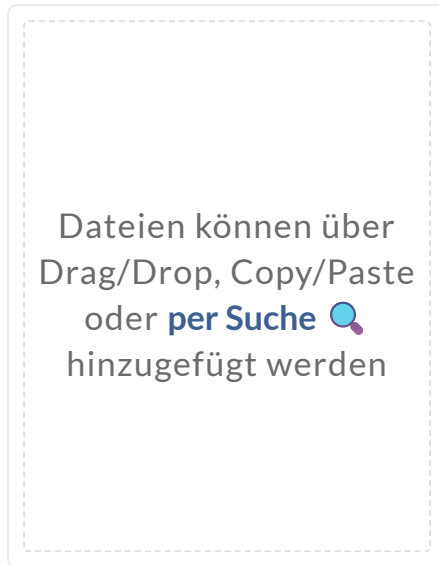 Dateien können über
Drag/Drop, Copy/Paste
oder per Suche
hinzugefügt werden